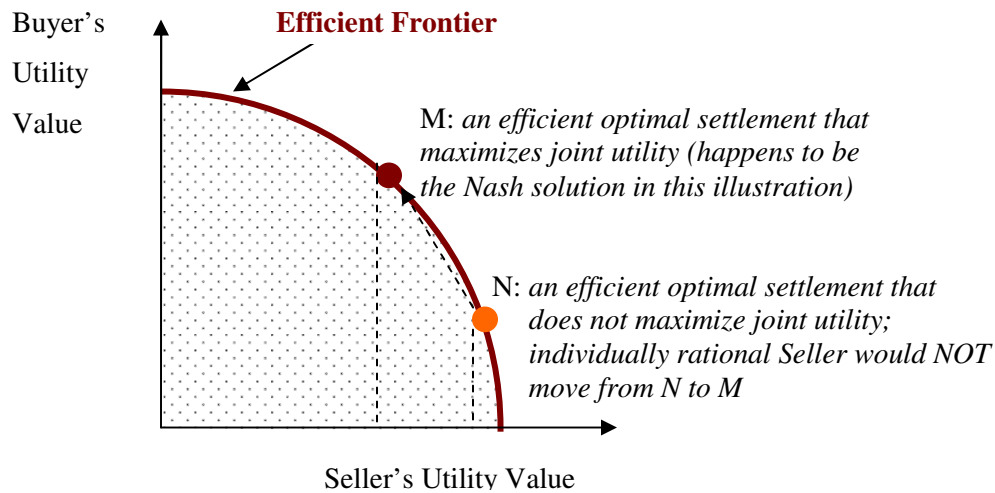 Buyer's
Utility
Value
Efficient Frontier
M: an efficient optimal settlement that
maximizes joint utility (happens to be
the Nash solution in this illustration)
N: an efficient optimal settlement that
does not maximize joint utility;
individually rational Seller would NOT
move from N to M
Seller's Utility Value